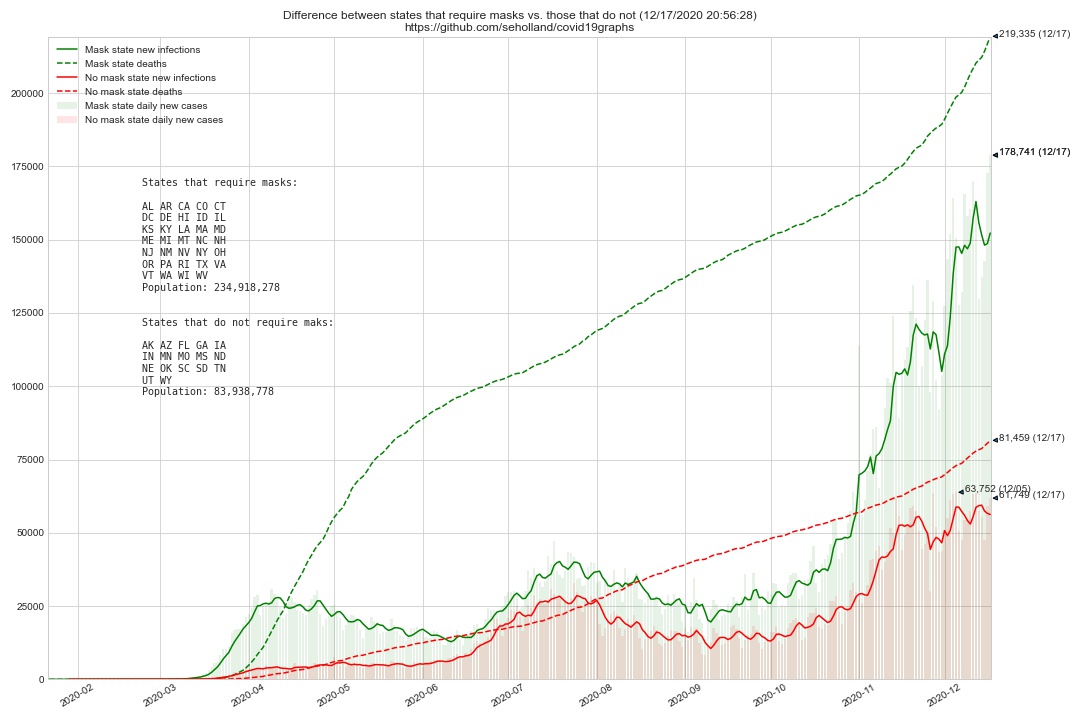 Difference between states that require masks vs. those that do not (12/17/2020 20:56:28)
https://github.com/seholland/covid19graphs
Mask state new infections
Mask state deaths
No mask state new infections
No mask state deaths
Mask state daily new cases
No mask state daily new cases
States that require masks:
AL AR CA CO CT
DC DE HI ID IL
KS KY LA MA MD
ME MI MT NC NH
NJ NM NV NY OH
OR PA RI TX VA
VT WA WI WV
Population: 234,918,278
States that do not require maks:
AK AZ FL GA IA
IN MN MO MS ND
NE OK SC SD TN
UT WY
Population: 83,938,778
219,335 (12/17)
178,741 (12/17)
81,459 (12/17)
63,752 (12/05)
61,749 (12/17)
200000
175000
150000
125000
100000
75000
50000
25000
0
2020-02
2020-03
2020-04
2020-05
2020-06
2020-07
2020-08
2020-09
2020-10
2020-11
2020-12